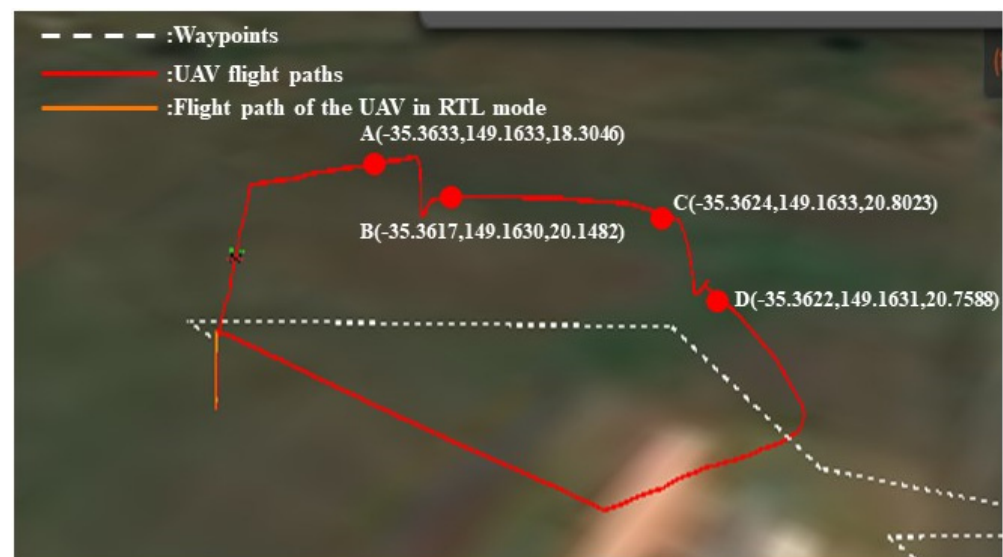 :Waypoints
:UAV flight paths
:Flight path of the UAV in RTL mode
A(-35.3633,149.1633,18.3046)
C(-35.3624,149.1633,20.8023)
B(-35.3617,149.1630,20.1482)
D(-35.3622,149.1631,20.7588)